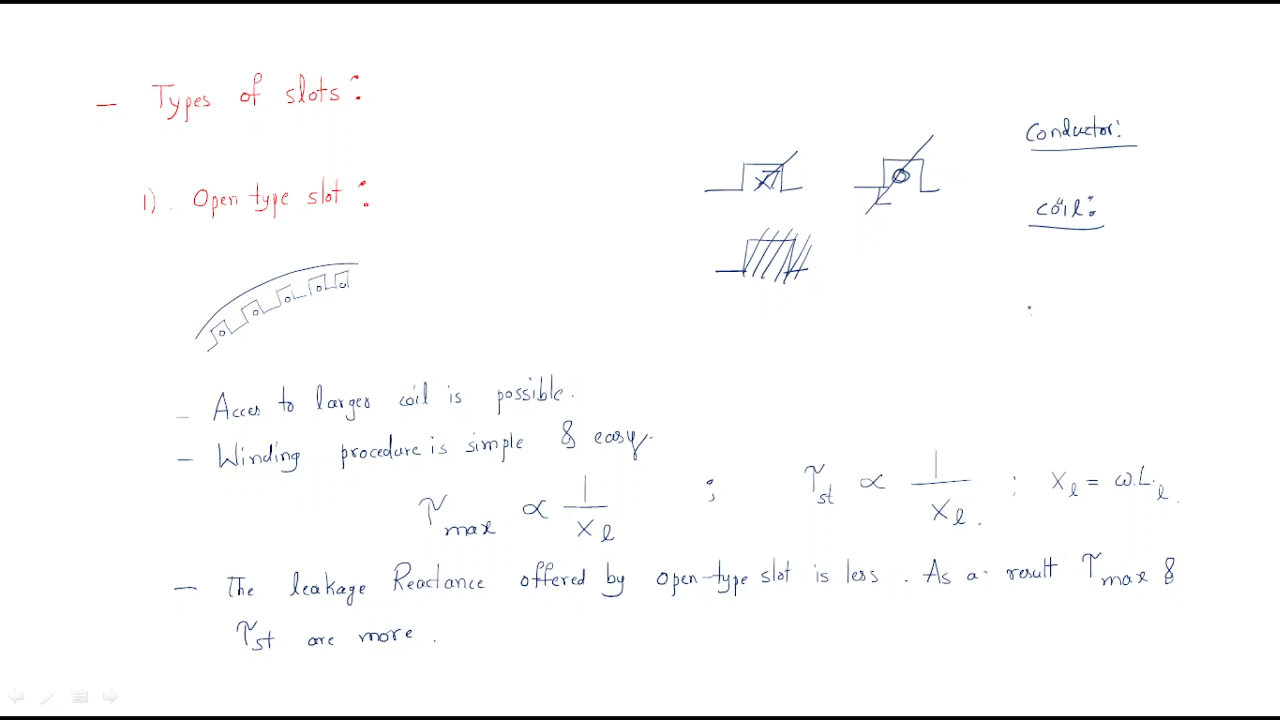 - Types of slots:
Conductor:
1). Open type slot:
Coil:
- Acces to larger coil is possible.
- Winding procedure is simple & easy.
τmax ∝ 1/Xl ; τst ∝ 1/Xl. ; Xl = ω.Ll.
- The leakage Reactance offered by open-type slot is less. As a result τmax &
τst are more.